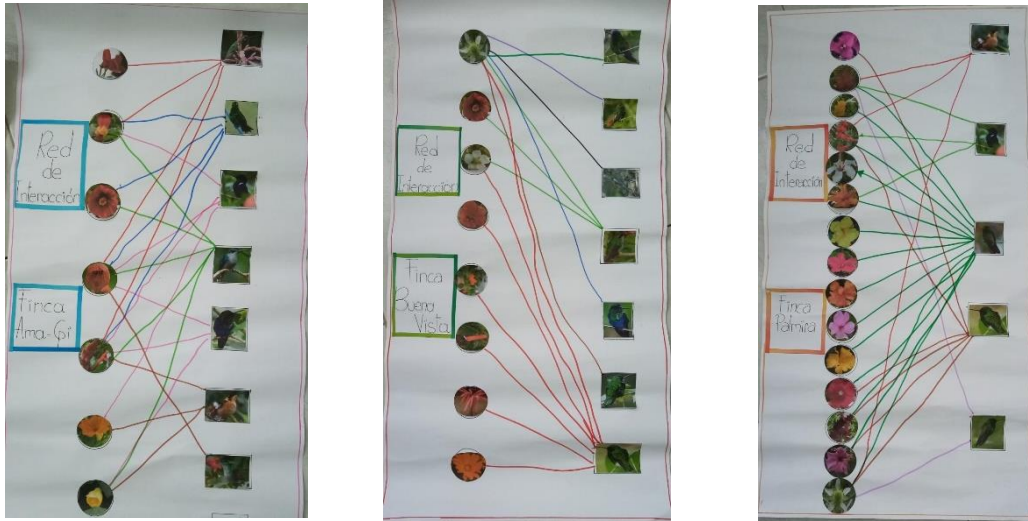 Red
de
Interacción
Finca
Ama-Gi
Red
de
Interacción
Finca
Buena
Vista
Red
de
Interacción
Finca
Palmira